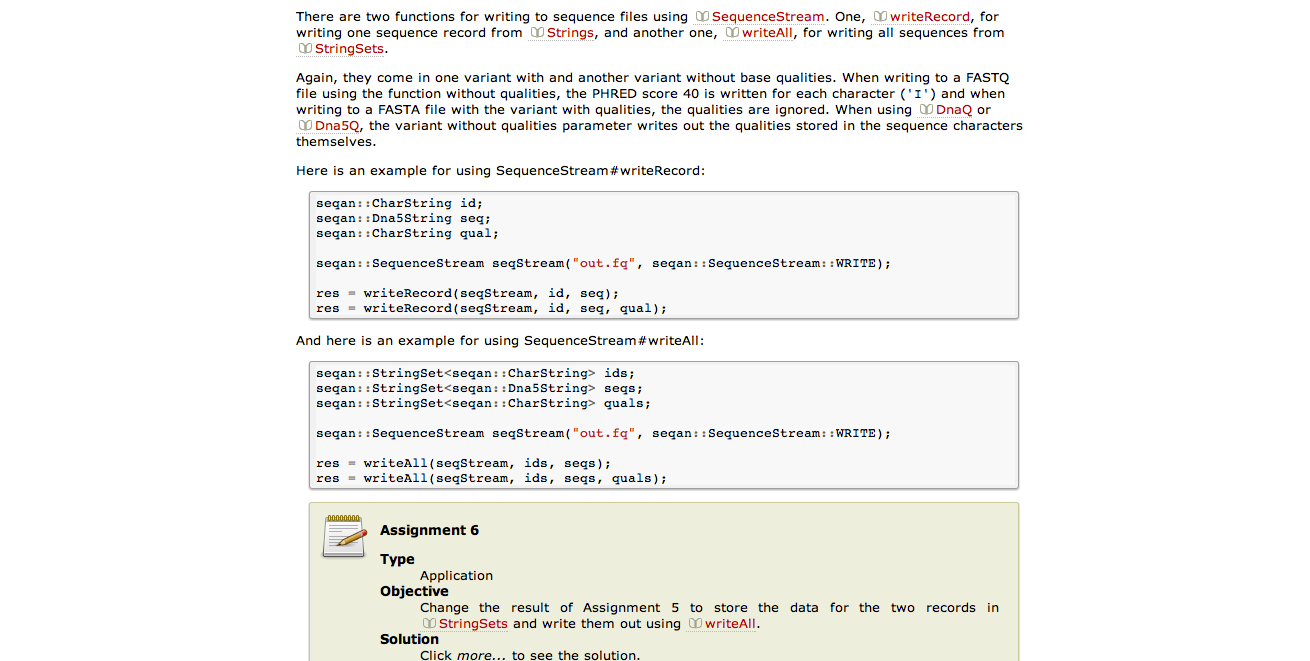 There are two functions for writing to sequence files using SequenceStream. One, writeRecord, for
writing one sequence record from Strings, and another one, writeAll, for writing all sequences from
StringSets.
Again, they come in one variant with and another variant without base qualities. When writing to a FASTQ
file using the function without qualities, the PHRED score 40 is written for each character ('I') and when
writing to a FASTA file with the variant with qualities, the qualities are ignored. When using DnaQ or
Dna5Q, the variant without qualities parameter writes out the qualities stored in the sequence characters
themselves.
Here is an example for using SequenceStream#writeRecord:
seqan::CharString id;
seqan::Dna5String seq;
seqan::CharString qual;
seqan::SequenceStream seqStream("out.fq", seqan::SequenceStream::WRITE);
res = writeRecord(seqStream, id, seq);
res = writeRecord(seqStream, id, seq, qual);
And here is an example for using SequenceStream#writeAll:
seqan::StringSet<seqan::CharString> ids;
seqan::StringSet<seqan::Dna5String> seqs;
seqan::StringSet<seqan::CharString> quals;
seqan::SequenceStream seqStream("out.fq", seqan::SequenceStream::WRITE);
res = writeAll(seqStream, ids, seqs);
res = writeAll(seqStream, ids, seqs, quals);
Assignment 6
Type
Application
Objective
Change the result of Assignment 5 to store the data for the two records in
StringSets and write them out using writeAll.
Solution
Click more... to see the solution.